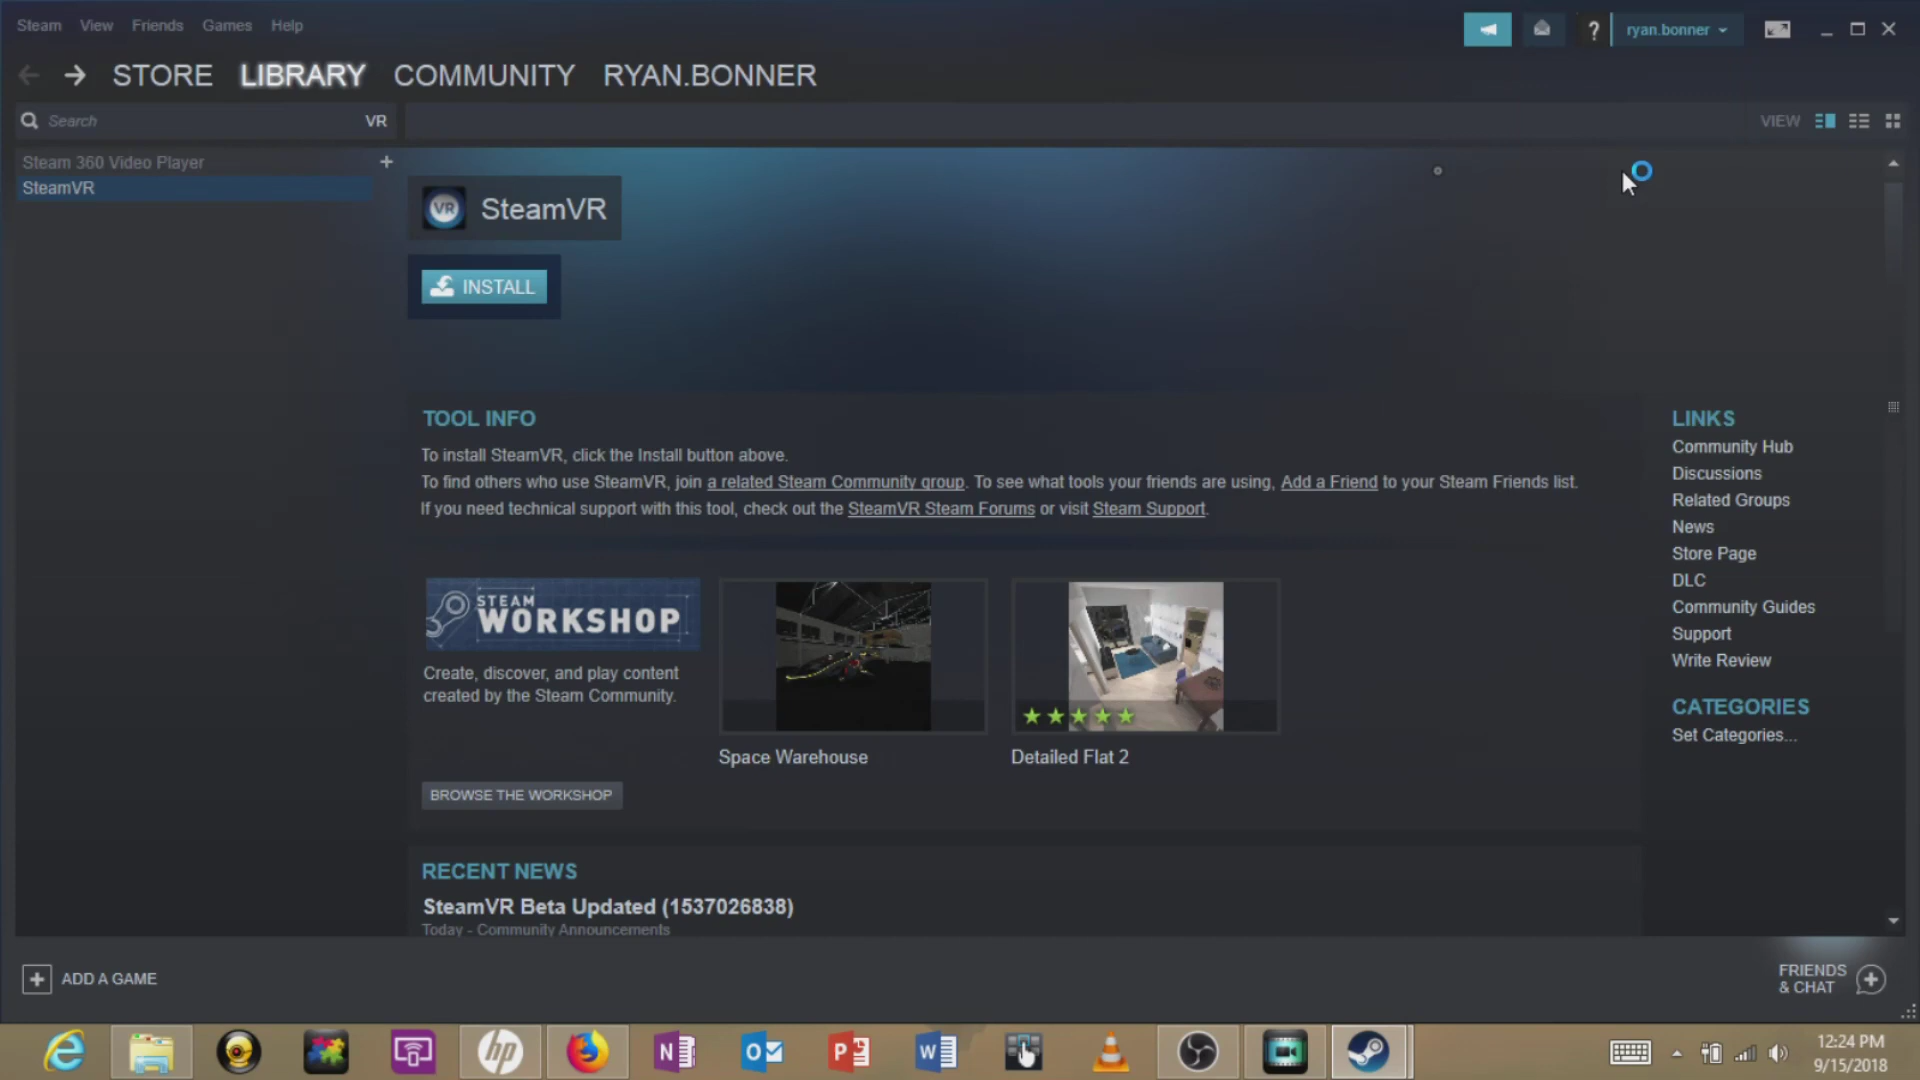 Steam View Friends Games Help
? ryan.bonner
STORE LIBRARY COMMUNITY RYAN.BONNER
Search VR
VIEW
Steam 360 Video Player +
SteamVR
VR SteamVR
INSTALL
TOOL INFO
To install SteamVR, click the Install button above.
To find others who use SteamVR, join a related Steam Community group. To see what tools your friends are using, Add a Friend to your Steam Friends list.
If you need technical support with this tool, check out the SteamVR Steam Forums or visit Steam Support.
LINKS
Community Hub
Discussions
Related Groups
News
Store Page
DLC
Community Guides
Support
Write Review
CATEGORIES
Set Categories...
STEAM
WORKSHOP
Create, discover, and play content
created by the Steam Community.
Space Warehouse
Detailed Flat 2
BROWSE THE WORKSHOP
RECENT NEWS
SteamVR Beta Updated (1537026838)
Today - Community Announcements
+ ADD A GAME
FRIENDS
& CHAT +
hp N O P W
12:24 PM
9/15/2018